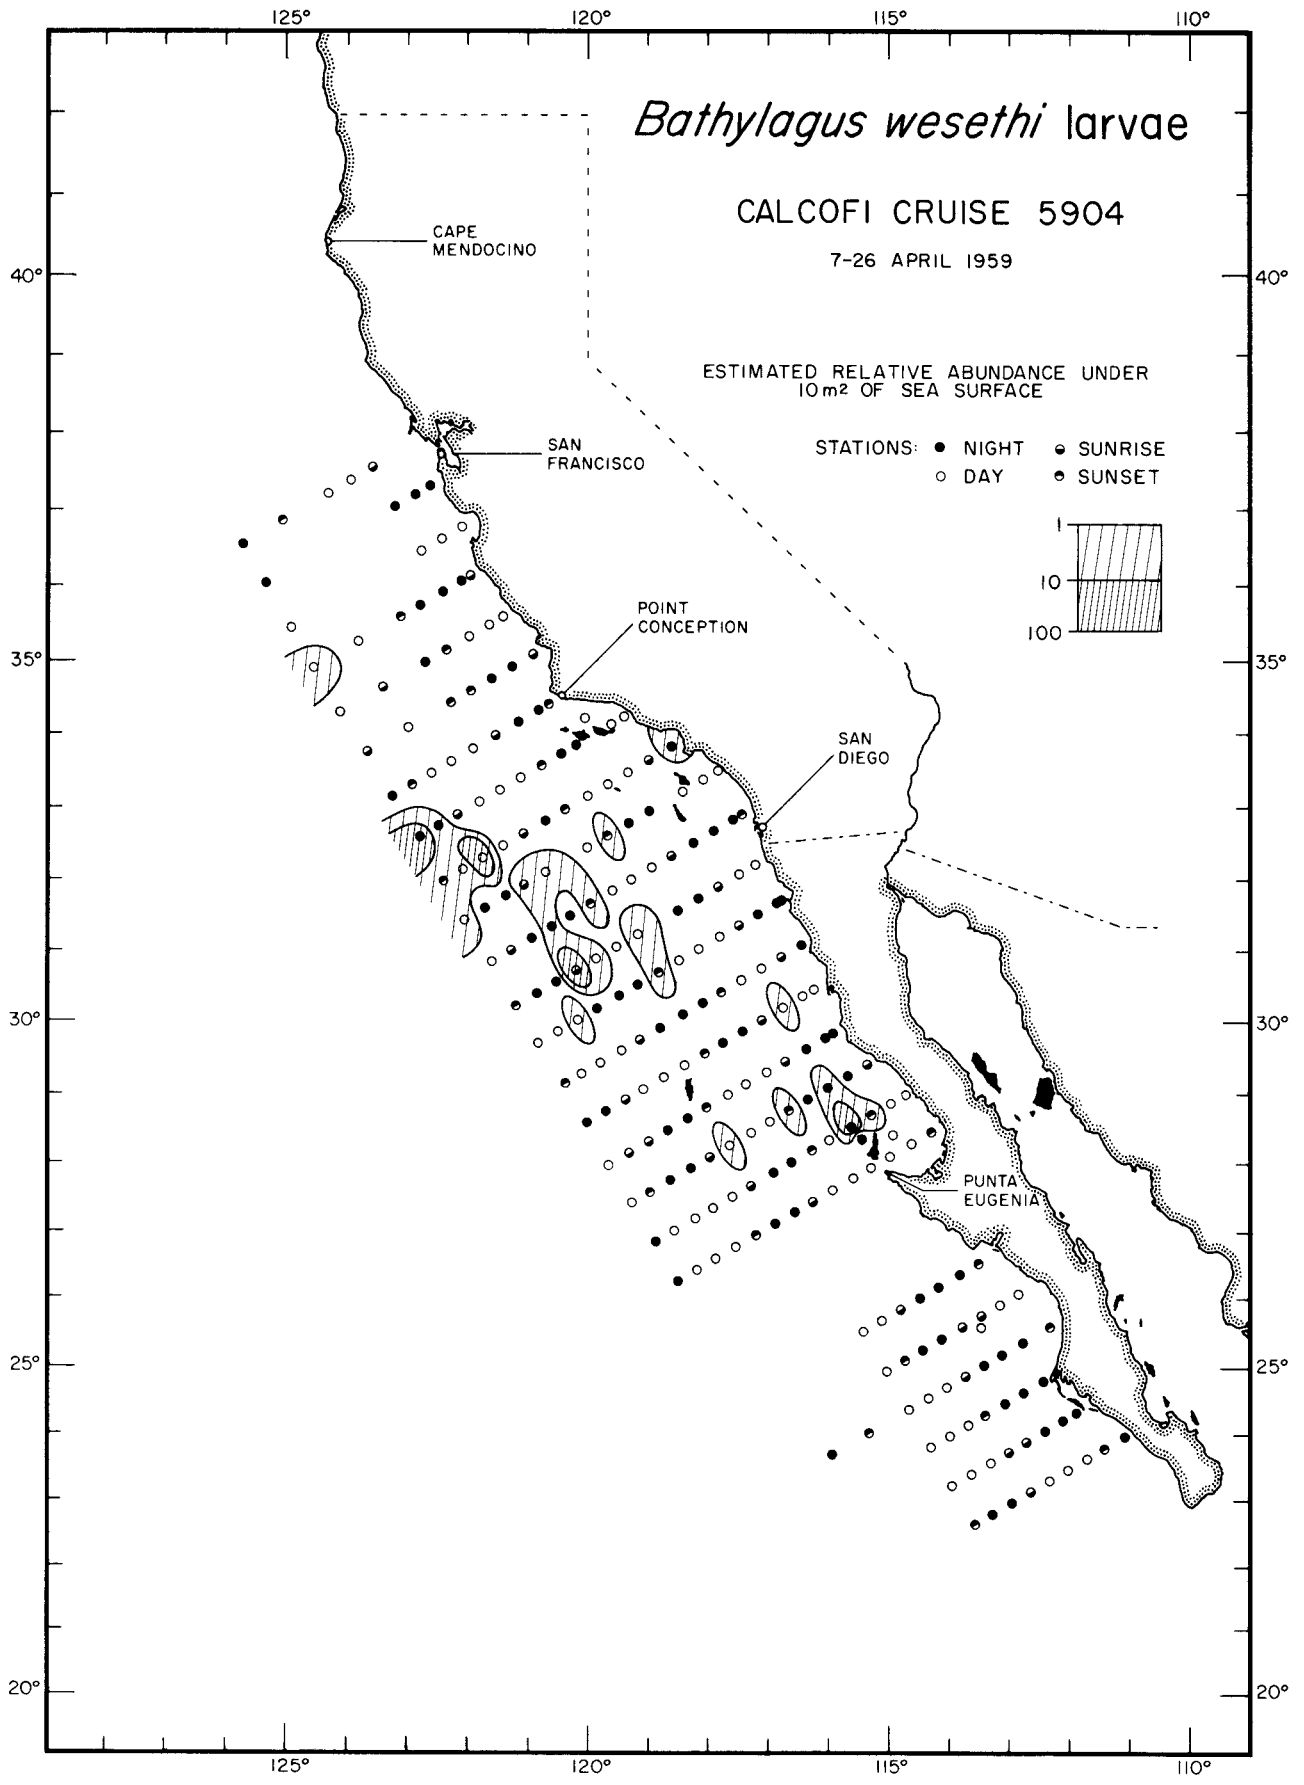 125° 120° 115° 110°
Bathylagus wesethi larvae
CALCOFI CRUISE 5904
7-26 APRIL 1959
CAPE
MENDOCINO
40° 40°
ESTIMATED RELATIVE ABUNDANCE UNDER
10m² OF SEA SURFACE
STATIONS: NIGHT SUNRISE
DAY SUNSET
SAN
FRANCISCO
1
10
100
POINT
CONCEPTION
35° 35°
SAN
DIEGO
30° 30°
PUNTA
EUGENIA
25° 25°
20° 20°
125° 120° 115° 110°